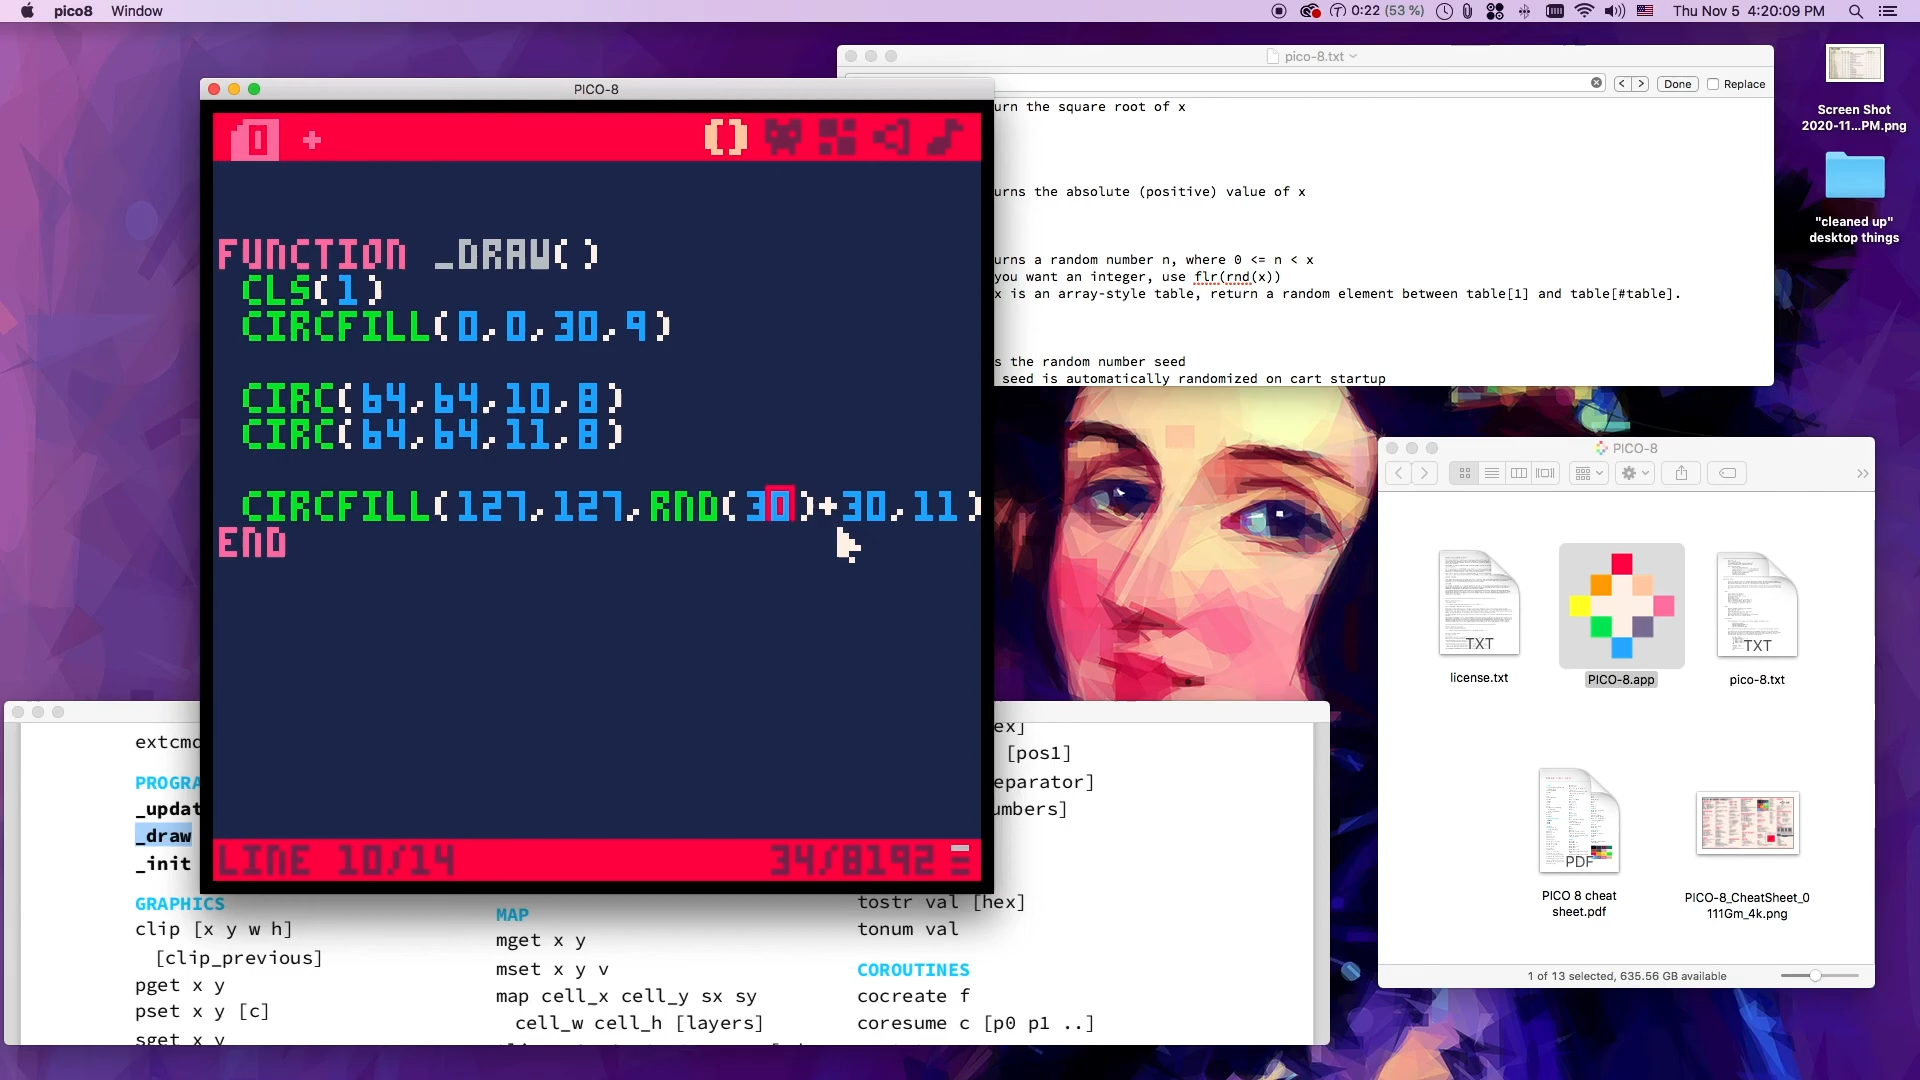 pico8 Window
0:22 (53 %) Thu Nov 5 4:20:09 PM
pico-8.txt
Done Replace
urn the square root of x
urns the absolute (positive) value of x
urns a random number n, where 0 <= n < x
you want an integer, use flr(rnd(x))
x is an array-style table, return a random element between table[1] and table[#table].
s the random number seed
seed is automatically randomized on cart startup
Screen Shot
2020-11...PM.png
"cleaned up"
desktop things
PICO-8
0 +
FUNCTION _DRAW()
CLS(1)
CIRCFILL(0,0,30,9)
CIRC(64,64,10,8)
CIRC(64,64,11,8)
CIRCFILL(127,127,RND(30)+30,11)
END
LINE 10/14 34/8192
PICO-8
TXT
license.txt
PICO-8.app
TXT
pico-8.txt
PDF
PICO 8 cheat
sheet.pdf
PICO-8_CheatSheet_0
111Gm_4k.png
1 of 13 selected, 635.56 GB available
extcmd
PROGRA
_updat
_draw
_init
GRAPHICS
clip [x y w h]
[clip_previous]
pget x y
pset x y [c]
sget x y
MAP
mget x y
mset x y v
map cell_x cell_y sx sy
cell_w cell_h [layers]
ex]
[pos1]
eparator]
umbers]
tostr val [hex]
tonum val
COROUTINES
cocreate f
coresume c [p0 p1 ..]